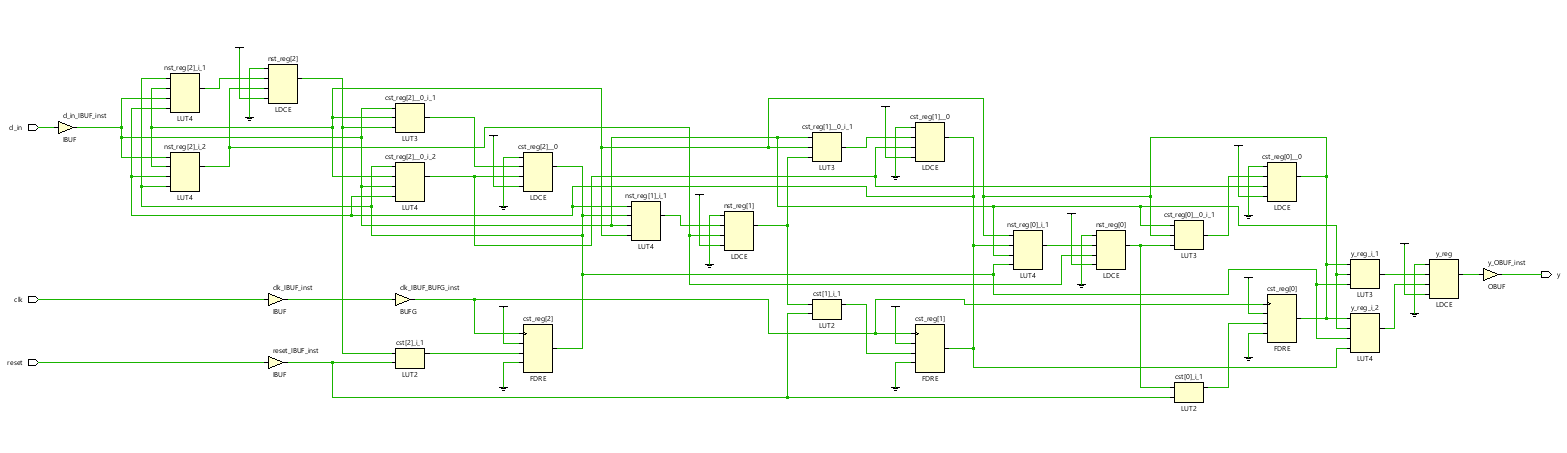 nst_reg[2]_i_1
LUT4
nst_reg[2]
LDCE
d_in
d_in_IBUF_inst
IBUF
nst_reg[2]_i_2
LUT4
cst_reg[2]__0_i_1
LUT3
cst_reg[2]__0_i_2
LUT4
cst_reg[2]__0
LDCE
nst_reg[1]_i_1
LUT4
nst_reg[1]
LDCE
cst_reg[1]__0_i_1
LUT3
cst_reg[1]__0
LDCE
nst_reg[0]_i_1
LUT4
nst_reg[0]
LDCE
cst_reg[0]__0_i_1
LUT3
cst_reg[0]__0
LDCE
y_reg_i_1
LUT3
y_reg
LDCE
y_OBUF_inst
OBUF
y
clk
clk_IBUF_inst
IBUF
clk_IBUF_BUFG_inst
BUFG
cst_reg[2]
FDRE
cst[1]_i_1
LUT2
cst_reg[1]
FDRE
cst_reg[0]
FDRE
y_reg_i_2
LUT4
reset
reset_IBUF_inst
IBUF
cst[2]_i_1
LUT2
cst[0]_i_1
LUT2